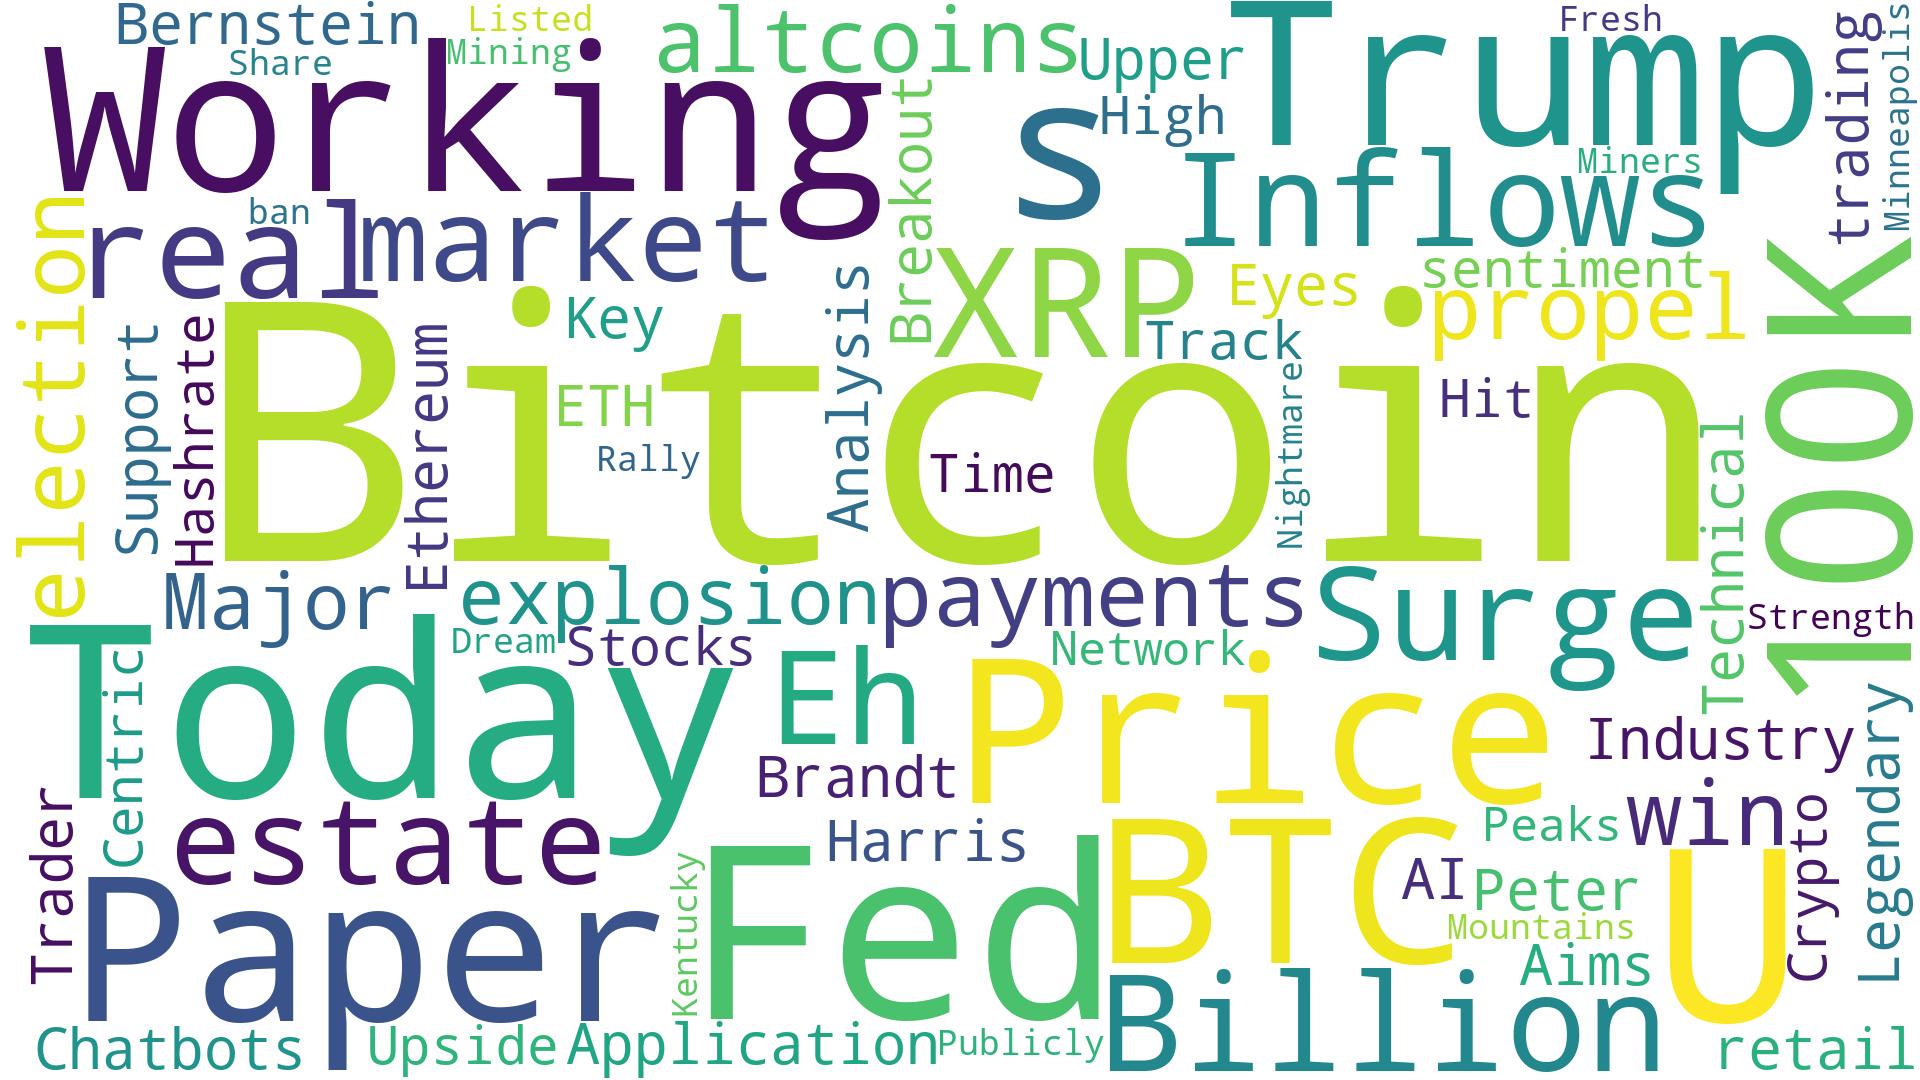 Bernstein
Listed
altcoins
Trump
Fresh
Share
Mining
Upper
trading
Minneapolis
Working
Breakout
s
High
Inflows
Miners
election
real
ban
market
XRP
Eyes
sentiment
propel
100K
Support
Hashrate
Bitcoin
Key
Ethereum
ETH
Rally
Analysis
Track
Time
Nightmare
Hit
Technical
Major
explosion
payments
Surge
Strength
Today
Centric
Dream
Stocks
Eh
Network
Price
Industry
Legendary
Trader
estate
Brandt
Harris
BTC
Peaks
win
Crypto
Paper
Kentucky
Fed
AI
Peter
Mountains
U
Aims
Chatbots
Upside
Application
Publicly
Billion
retail